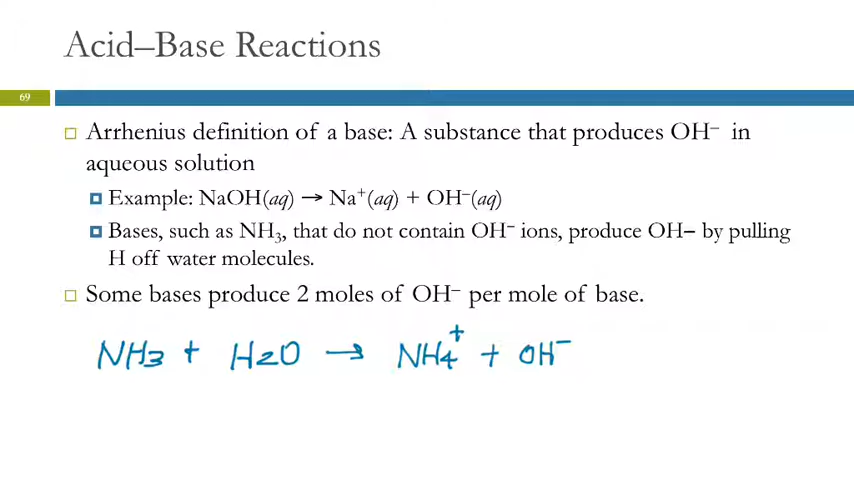 Acid–Base Reactions
69
Arrhenius definition of a base: A substance that produces OH⁻ in
aqueous solution
Example: NaOH(aq) → Na⁺(aq) + OH⁻(aq)
Bases, such as NH₃, that do not contain OH⁻ ions, produce OH− by pulling
H off water molecules.
Some bases produce 2 moles of OH⁻ per mole of base.
NH3 + H2O → NH4⁺ + OH⁻